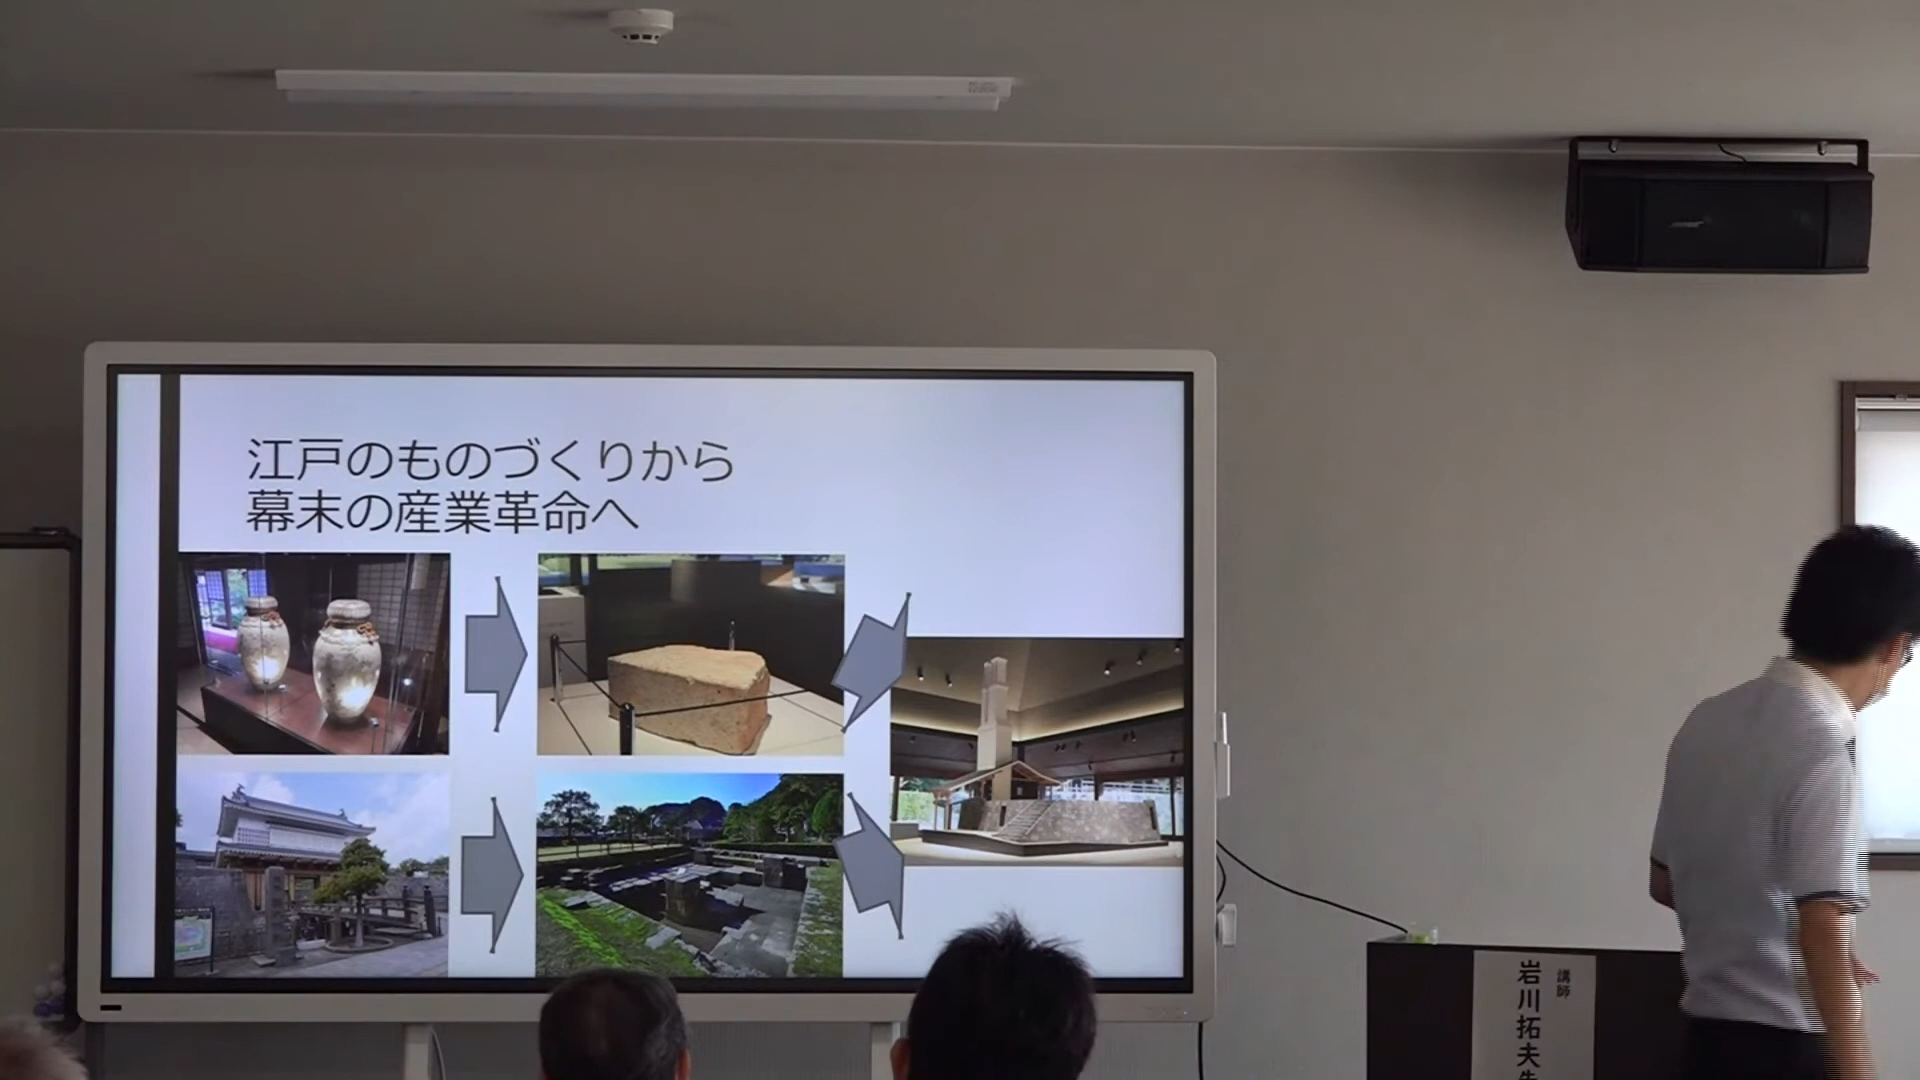 江戸のものづくりから
幕末の産業革命へ
講師
岩川拓夫先